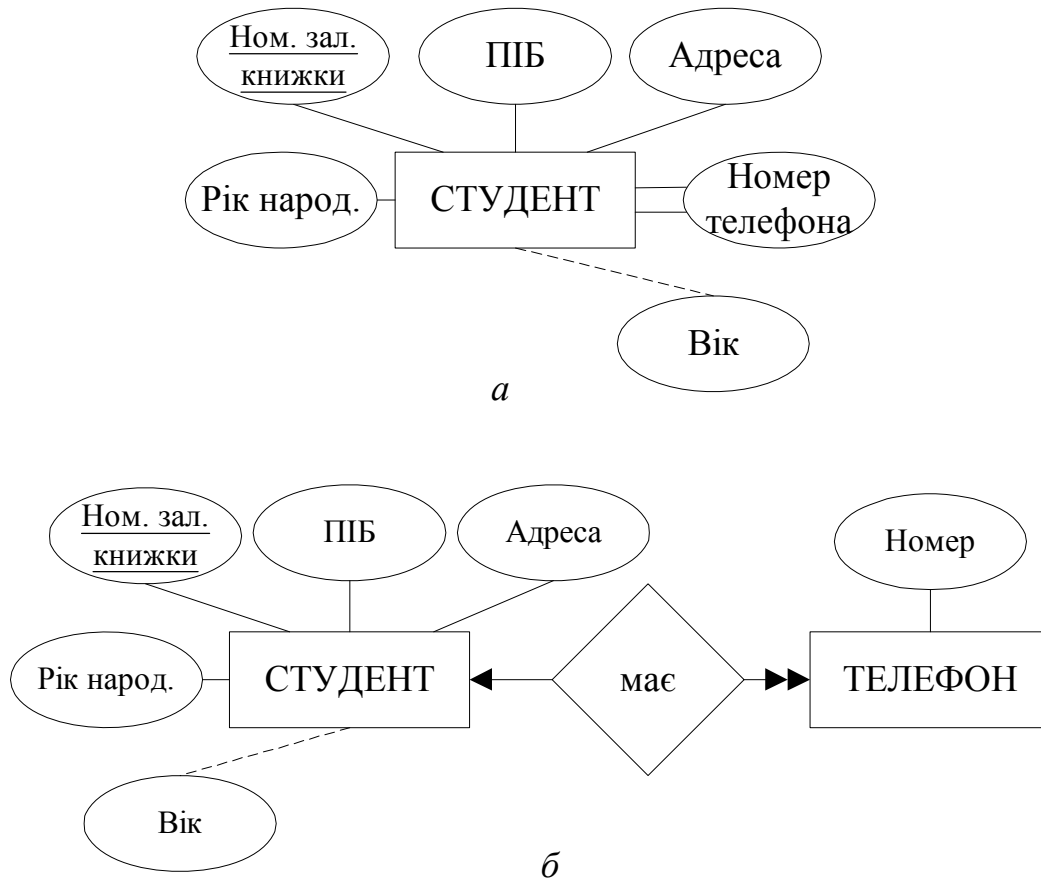 Ном. зал.
книжки
ПІБ
Адреса
Рік народ.
СТУДЕНТ
Номер
телефона
Вік
а
Ном. зал.
книжки
ПІБ
Адреса
Номер
Рік народ.
СТУДЕНТ
має
ТЕЛЕФОН
Вік
б